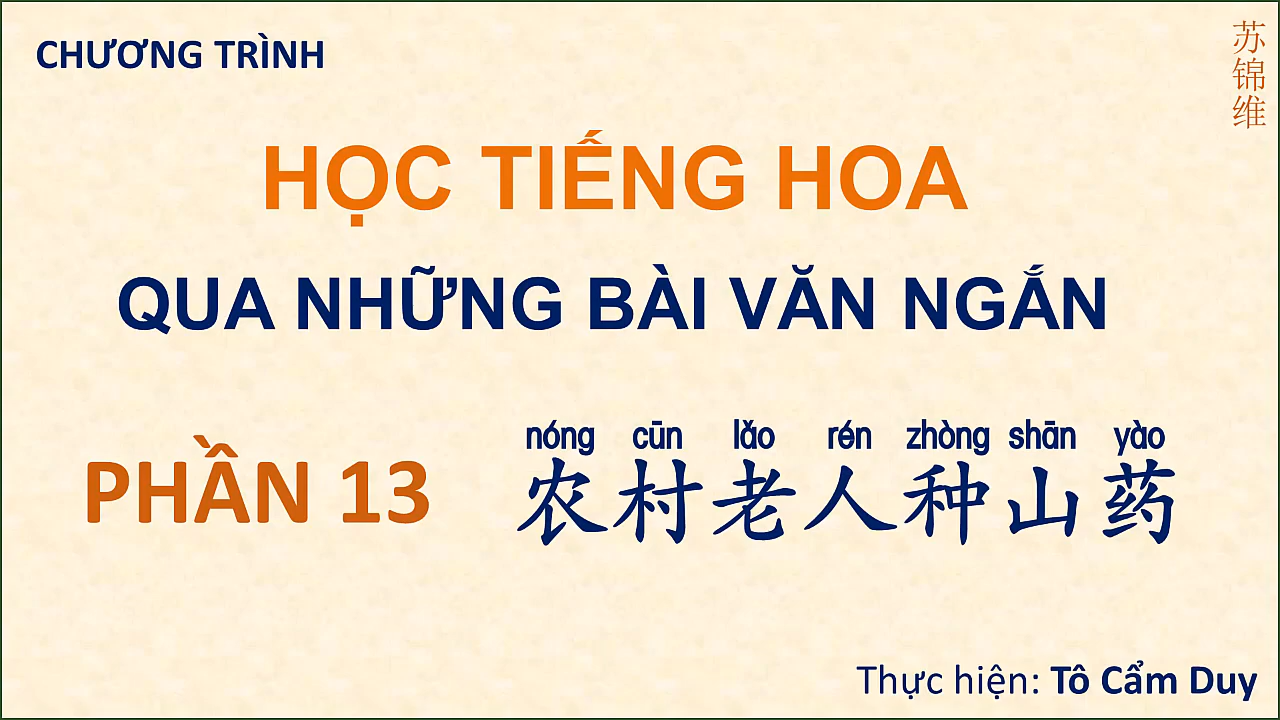 CHƯƠNG TRÌNH
苏锦维
HỌC TIẾNG HOA
QUA NHỮNG BÀI VĂN NGẮN
PHẦN 13
nóng cūn lǎo rén zhòng shān yào
农村老人种山药
Thực hiện: Tô Cẩm Duy